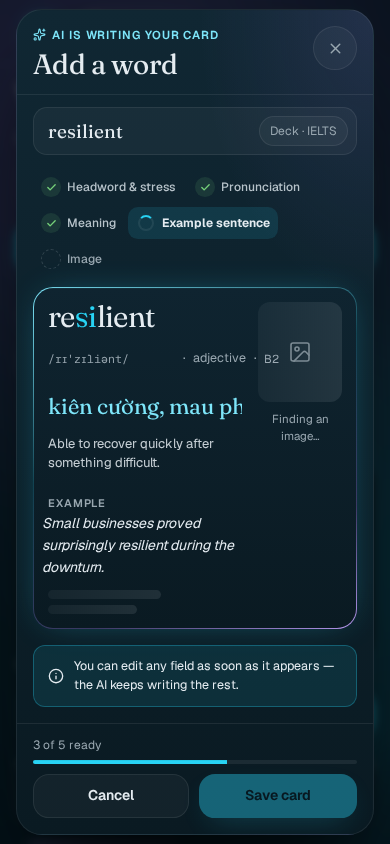 AI IS WRITING YOUR CARD
Add a word
resilient
Deck · IELTS
Headword & stress
Pronunciation
Meaning
Example sentence
Image
resilient
/rɪˈzɪliənt/ · adjective · B2
kiên cường, mau ph
Finding an
image…
Able to recover quickly after
something difficult.
EXAMPLE
Small businesses proved
surprisingly resilient during the
downturn.
You can edit any field as soon as it appears —
the AI keeps writing the rest.
3 of 5 ready
Cancel
Save card